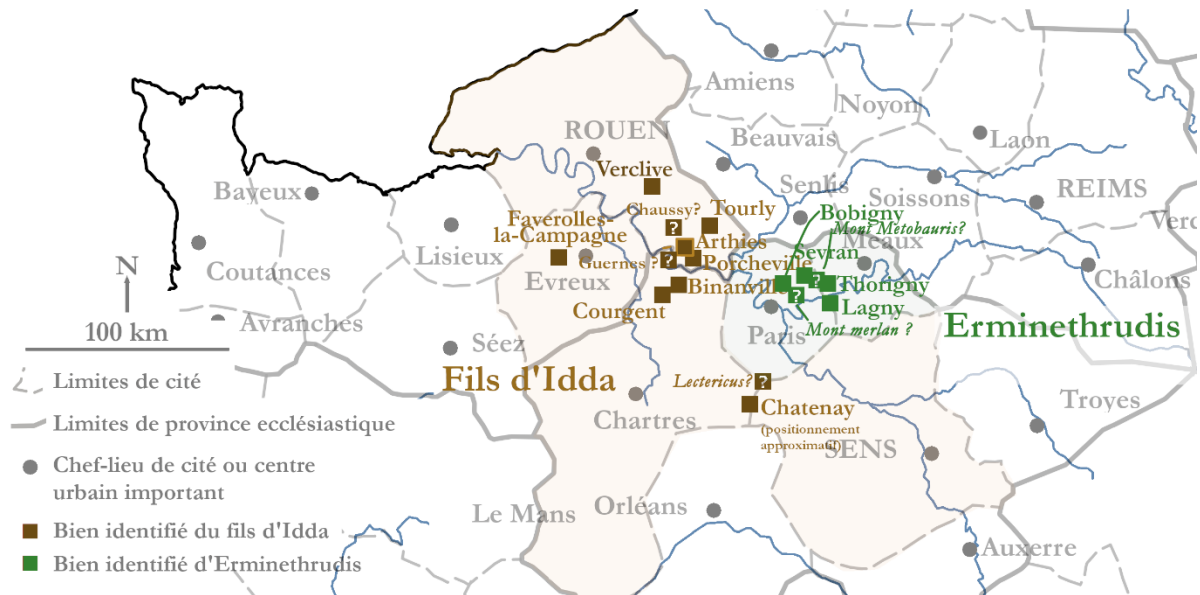 Amiens
Noyon
ROUEN
Beauvais
Laon
Verclive
Senlis
Soissons
REIMS
Bayeux
Chaussy?
Tourly
Bobigny
Mont Metobauris?
Verd
Faverolles-
la-Campagne
Lisieux
Arthies
Sevran
Meaux
Coutances
Guernes ?
Porcheville
Evreux
Binanville
Thorigny
Châlons
N
Courgent
Lagny
Avranches
Paris
Mont merlan ?
Erminethrudis
100 km
Séez
Fils d'Idda
Lectericus?
Limites de cité
Chartres
Chatenay
(positionnement
approximatif)
Troyes
Limites de province ecclésiastique
SENS
Chef-lieu de cité ou centre
urbain important
Orléans
Le Mans
Bien identifié du fils d'Idda
Auxerre
Bien identifié d'Erminethrudis
?
?
?
?
?